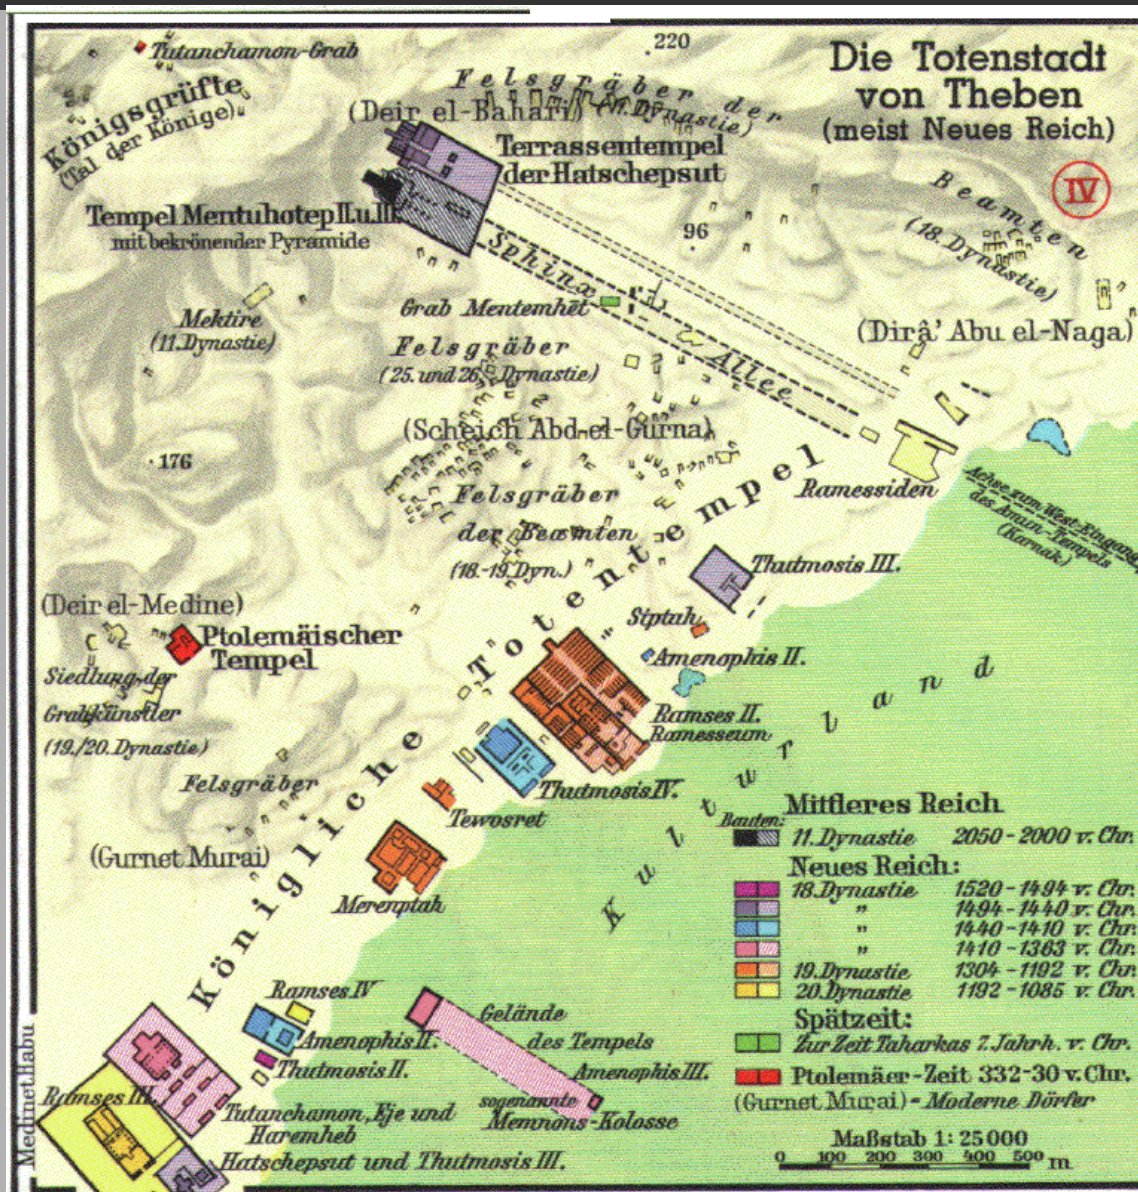 Die Totenstadt
von Theben
(meist Neues Reich)
IV
Tutanchamon-Grab
Königsgrüfte
(Tal der Könige)
220
Felsgräber der
(11. Dynastie)
(Deir el-Bahari)
Terrassentempel
der Hatschepsut
Tempel Mentuhotep II. u. III.
mit bekrönender Pyramide
Beamten
(18. Dynastie)
96
Sphinx
Allee
Mektire
(11. Dynastie)
Grab Mentemhêt
Felsgräber
(25. und 26. Dynastie)
(Dirâ' Abu el-Naga)
(Scheich Abd-el-Gurna)
176
Felsgräber
der Beamten
(18.-19. Dyn.)
Ramessiden
Achse zum West-Eingang
des Amun-Tempels
(Karnak)
Königliche Totentempel
Thutmosis III.
Siptah
Amenophis II.
(Deir el-Medine)
Ptolemäischer
Tempel
Siedlung der
Grabkünstler
(19./20. Dynastie)
Ramses II.
Ramesseum
Kulturland
Felsgräber
Thutmosis IV.
Tewosret
(Gurnet Murai)
Merenptah
Ramses IV
Amenophis II.
Thutmosis II.
Gelände
des Tempels
Amenophis III.
sogenannte
Memnons-Kolosse
Medinet Habu
Ramses III.
Tutanchamon, Eje und
Haremheb
Hatschepsut und Thutmosis III.
Mittleres Reich
Bauten:
11. Dynastie 2050 - 2000 v. Chr.
Neues Reich:
18. Dynastie 1520 - 1494 v. Chr.
" 1494 - 1440 v. Chr.
" 1440 - 1410 v. Chr.
" 1410 - 1363 v. Chr.
19. Dynastie 1304 - 1192 v. Chr.
20. Dynastie 1192 - 1085 v. Chr.
Spätzeit:
Zur Zeit Taharkas 7. Jahrh. v. Chr.
Ptolemäer-Zeit 332-30 v. Chr.
(Gurnet Murai) = Moderne Dörfer
Maßstab 1: 25 000
0 100 200 300 400 500 m